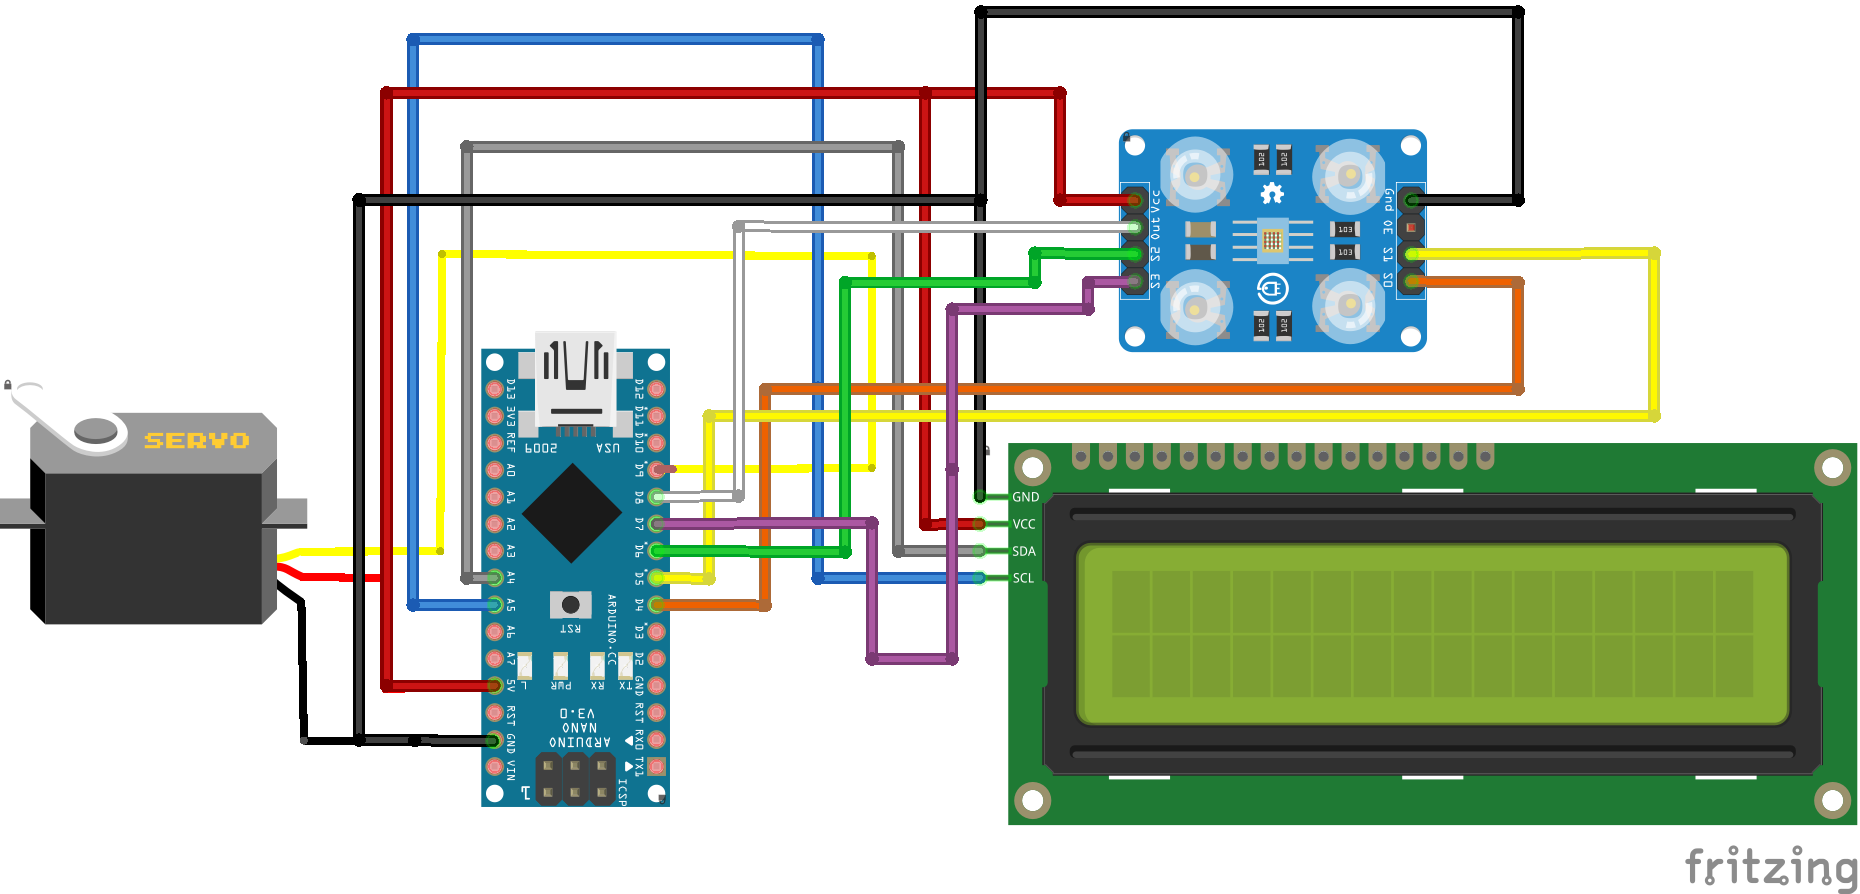 SERVO
D13
3V3
REF
A0
A1
A2
A3
A4
A5
A6
A7
5V
RST
GND
VIN
D12
D11
D10
D9
D8
D7
D6
D5
D4
D3
D2
GND
RST
RX0
TX1
2009
USA
RST
ARDUINO.CC
L
PWR
RX
TX
V3.0
NANO
ARDUINO
1
ICSP
Vcc
Out
S2
S3
Gnd
OE
S1
S0
102
102
103
103
102
102
GND
VCC
SDA
SCL
fritzing